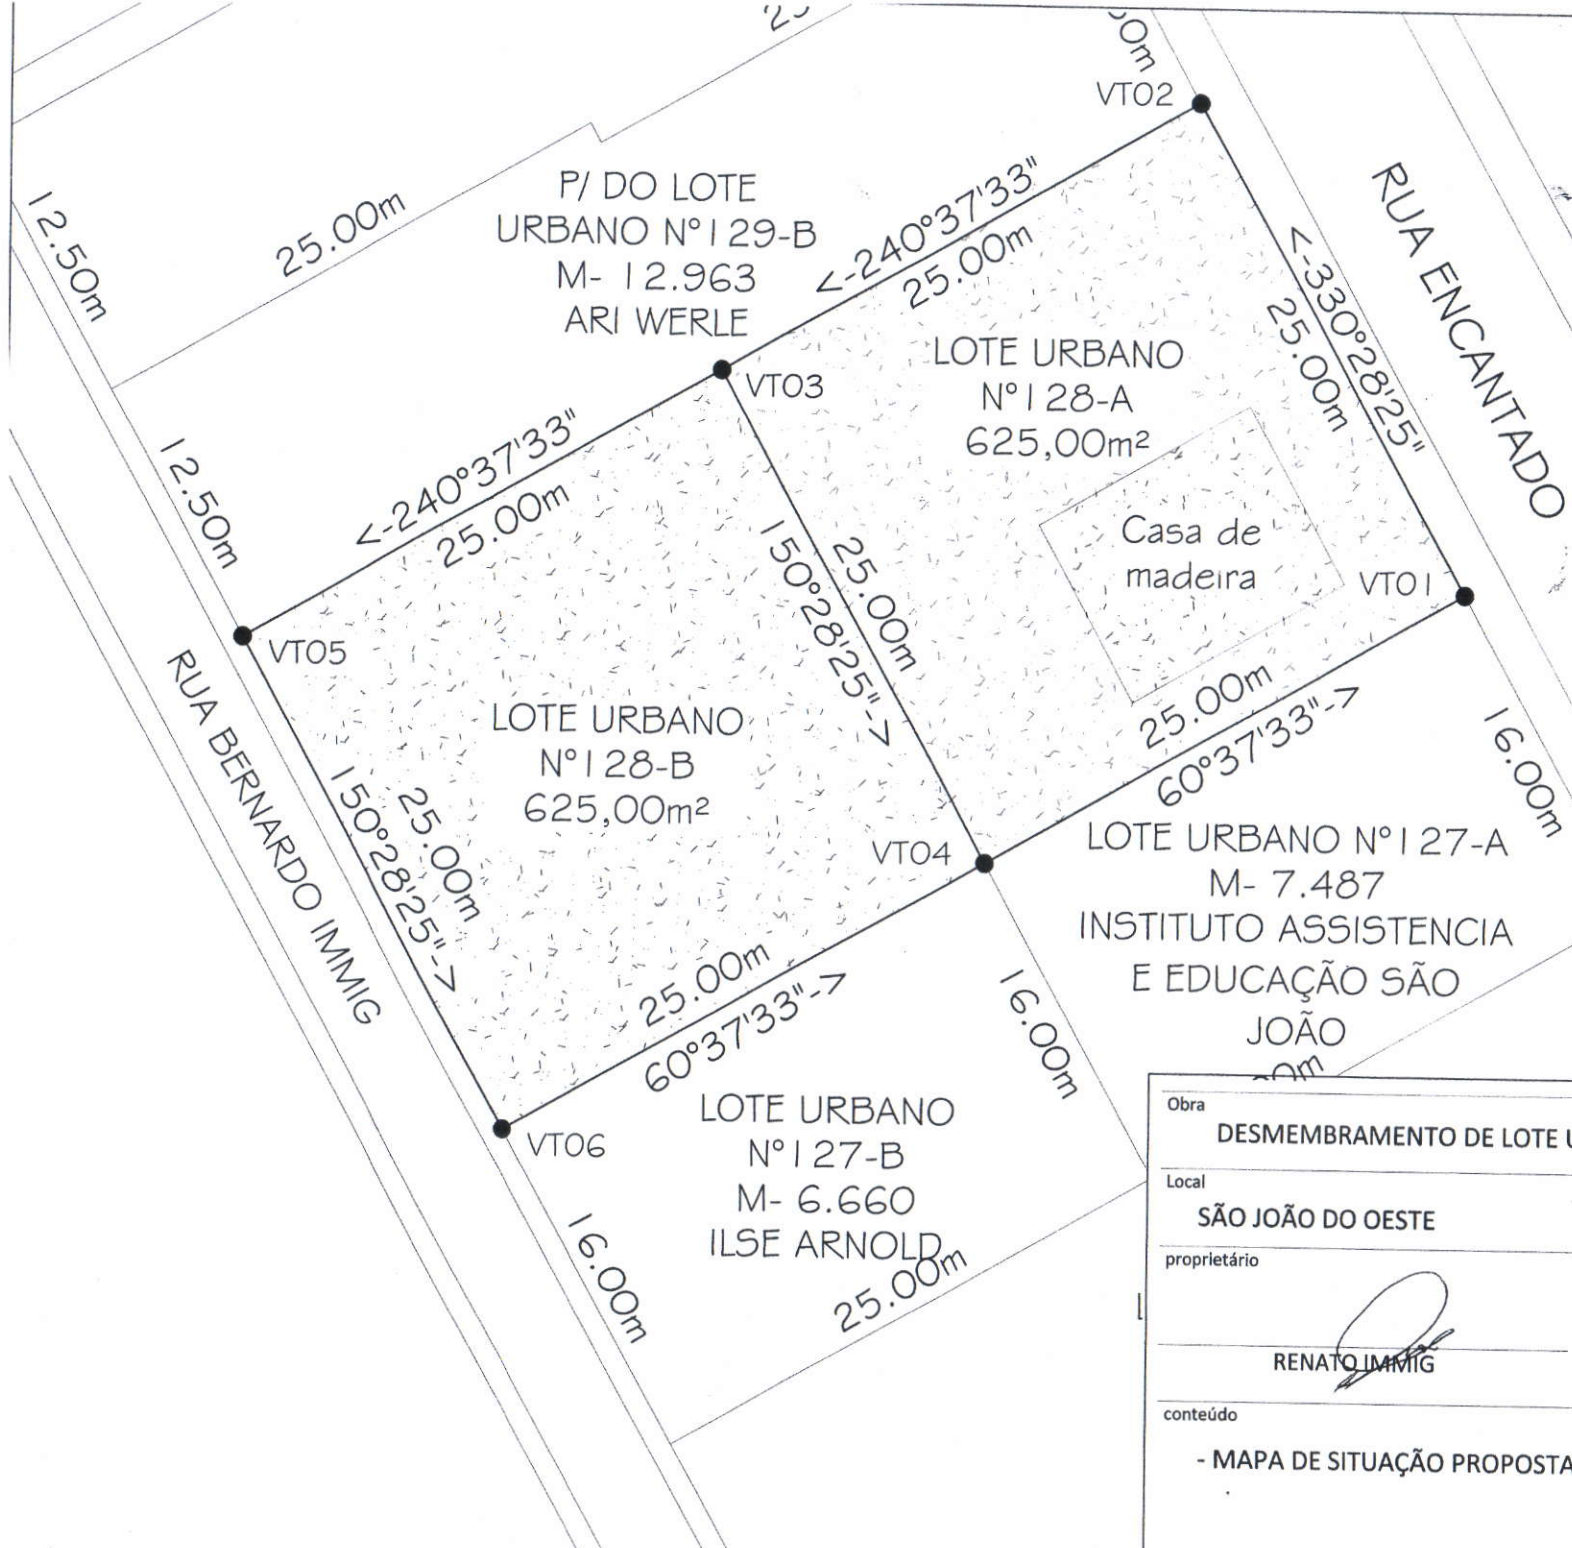 VT02
12.50m
25.00m
P/ DO LOTE
URBANO Nº129-B
M- 12.963
ARI WERLE
<-240°37'33"
25.00m
RUA ENCANTADO
<-330°28'25"
25.00m
LOTE URBANO
Nº128-A
625,00m²
VT03
12.50m
<-240°37'33"
25.00m
Casa de
madeira
VT01
150°28'25"->
25.00m
VT05
RUA BERNARDO IMMIG
LOTE URBANO
Nº128-B
625,00m²
25.00m
60°37'33"->
16.00m
150°28'25"->
25.00m
VT04
LOTE URBANO Nº127-A
M- 7.487
INSTITUTO ASSISTENCIA
E EDUCAÇÃO SÃO
JOÃO
25.00m
60°37'33"->
16.00m
VT06
LOTE URBANO
Nº127-B
M- 6.660
ILSE ARNOLD
16.00m
25.00m
Obra
DESMEMBRAMENTO DE LOTE
Local
SÃO JOÃO DO OESTE
proprietário
RENATO IMMIG
conteúdo
- MAPA DE SITUAÇÃO PROPOSTA